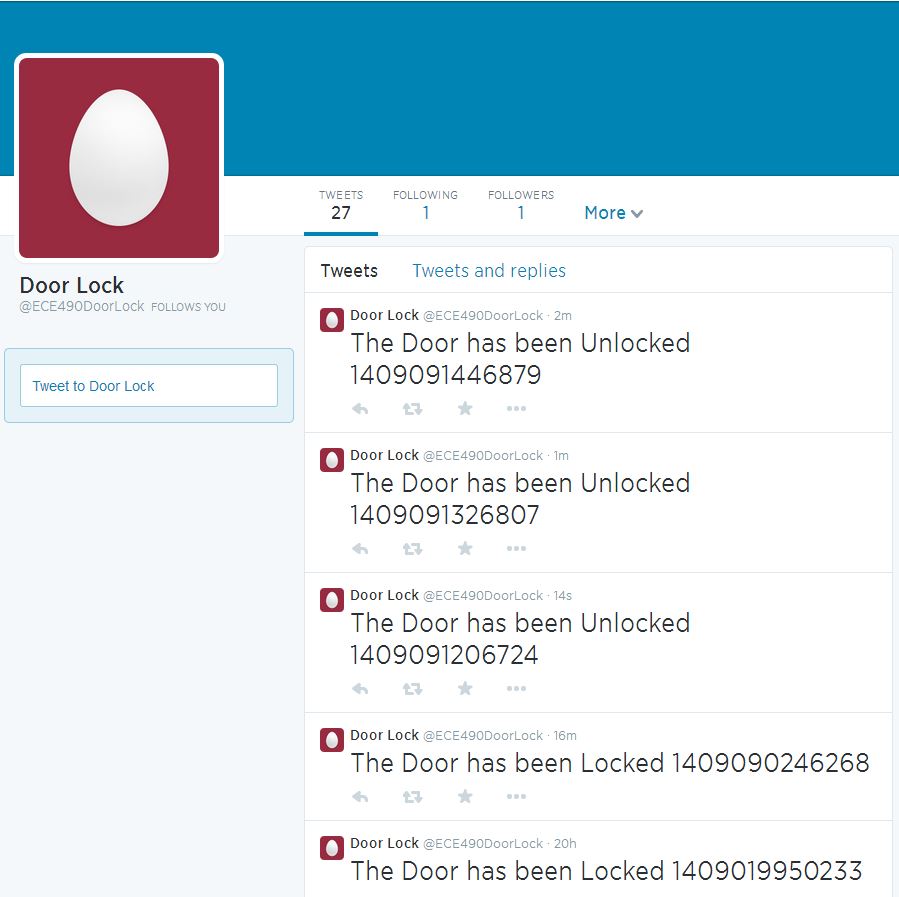 TWEETS
27
FOLLOWING
1
FOLLOWERS
1
More
Door Lock
@ECE490DoorLock FOLLOWS YOU
Tweet to Door Lock
Tweets Tweets and replies
Door Lock @ECE490DoorLock · 2m
The Door has been Unlocked
1409091446879
Door Lock @ECE490DoorLock · 1m
The Door has been Unlocked
1409091326807
Door Lock @ECE490DoorLock · 14s
The Door has been Unlocked
1409091206724
Door Lock @ECE490DoorLock · 16m
The Door has been Locked 1409090246268
Door Lock @ECE490DoorLock · 20h
The Door has been Locked 1409019950233